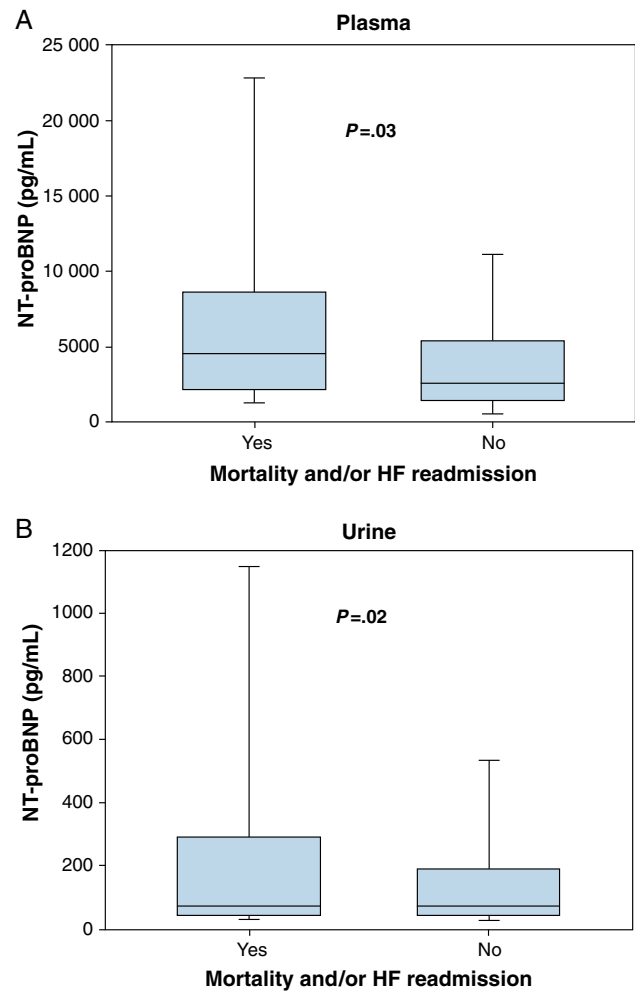 A
Plasma
25 000
20 000
15 000
10 000
5000
0
NT-proBNP (pg/mL)
P=.03
Yes No
Mortality and/or HF readmission
B
Urine
1200
1000
800
600
400
200
0
NT-proBNP (pg/mL)
P=.02
Yes No
Mortality and/or HF readmission